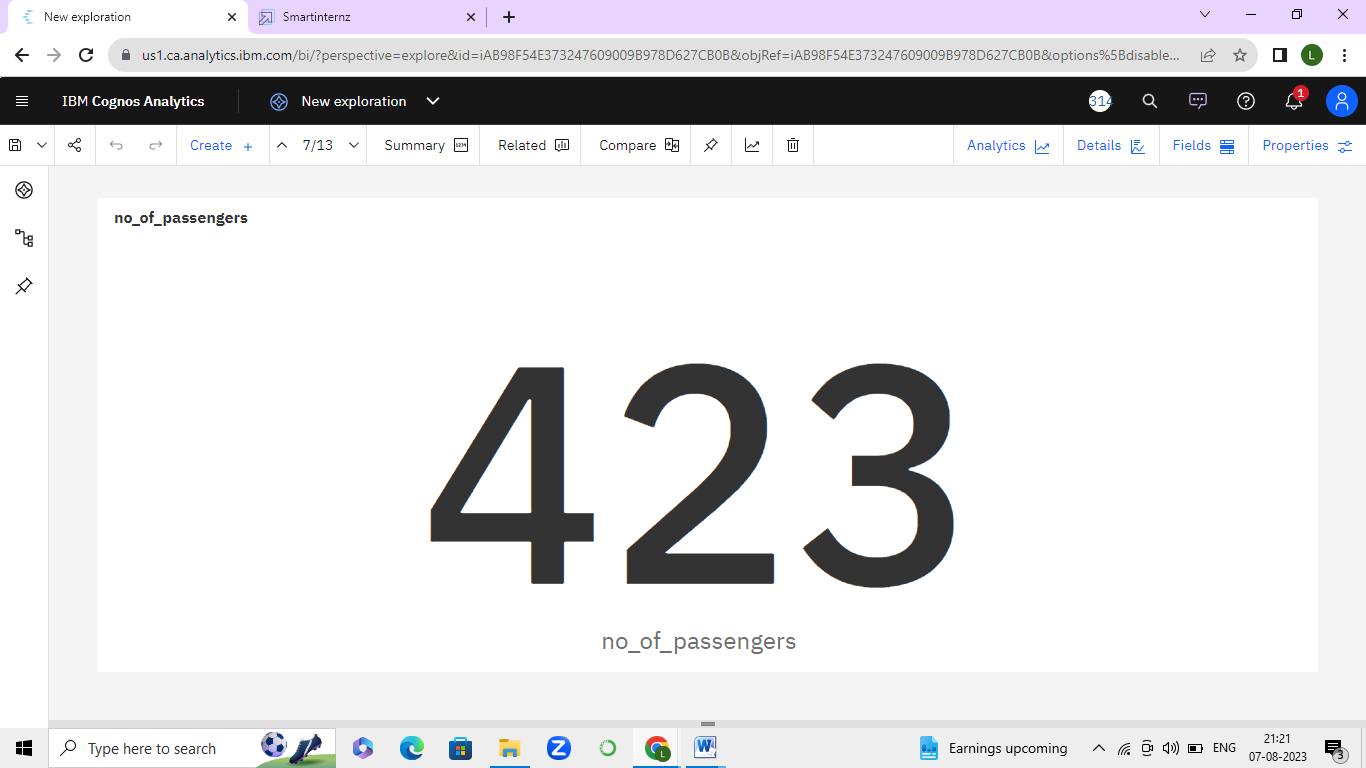 New exploration
Smartinternz
us1.ca.analytics.ibm.com/bi/?perspective=explore&id=iAB98F54E373247609009B978D627CB0B&objRef=iAB98F54E373247609009B978D627CB0B&options%5Bdisable...
L
IBM Cognos Analytics
New exploration
314
1
Create +
7/13
Summary
Related
Compare
Analytics
Details
Fields
Properties
no_of_passengers
423
no_of_passengers
Type here to search
Earnings upcoming
ENG
21:21
07-08-2023
3